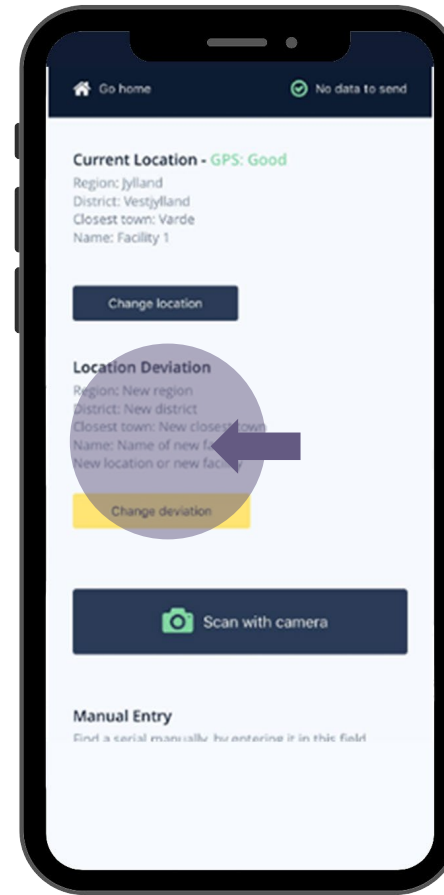 Go home
No data to send
Current Location - GPS: Good
Region: Jylland
District: Vestjylland
Closest town: Varde
Name: Facility 1
Change location
Location Deviation
Region: New region
District: New district
Closest town: New closest town
Name: Name of new
New location or new facility
Change deviation
Scan with camera
Manual Entry
Find a serial manually, by entering it in this field